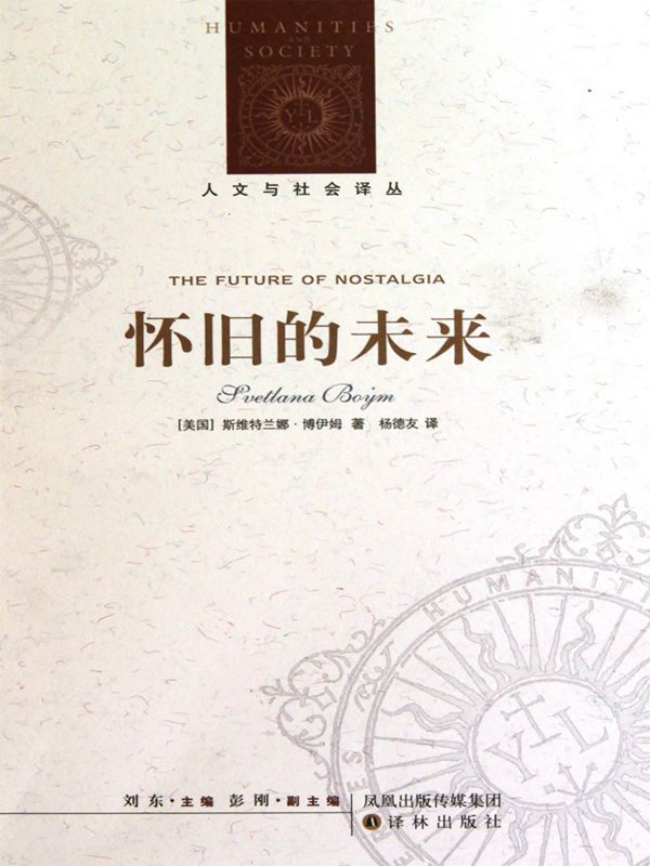 HUMANITIES
AND
SOCIETY
Y L
人文与社会译丛
THE FUTURE OF NOSTALGIA
怀旧的未来
Svetlana Boym
[美国] 斯维特兰娜·博伊姆 著 杨德友 译
HUMANITIES
Y L
刘东·主编 彭刚·副主编
凤凰出版传媒集团
译林出版社